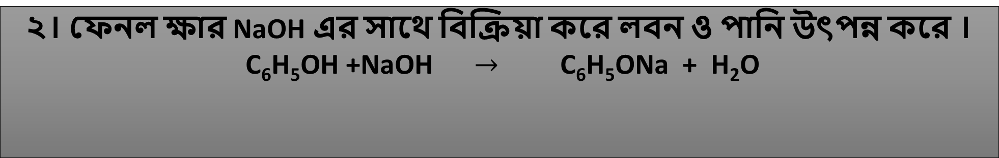 ২। ফেনল ক্ষার NaOH এর সাথে বিক্রিয়া করে লবন ও পানি উৎপন্ন করে ।
C₆H₅OH +NaOH → C₆H₅ONa + H₂O